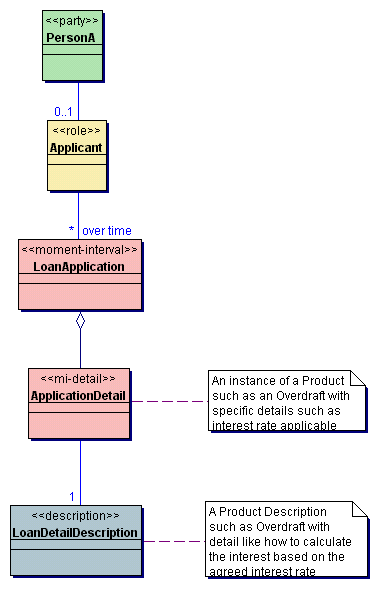 <<party>>
PersonA
0..1
<<role>>
Applicant
* over time
<<moment-interval>>
LoanApplication
<<mi-detail>>
ApplicationDetail
An instance of a Product
such as an Overdraft with
specific details such as
interest rate applicable
1
<<description>>
LoanDetailDescription
A Product Description
such as Overdraft with
detail like how to calculate
the interest based on the
agreed interest rate